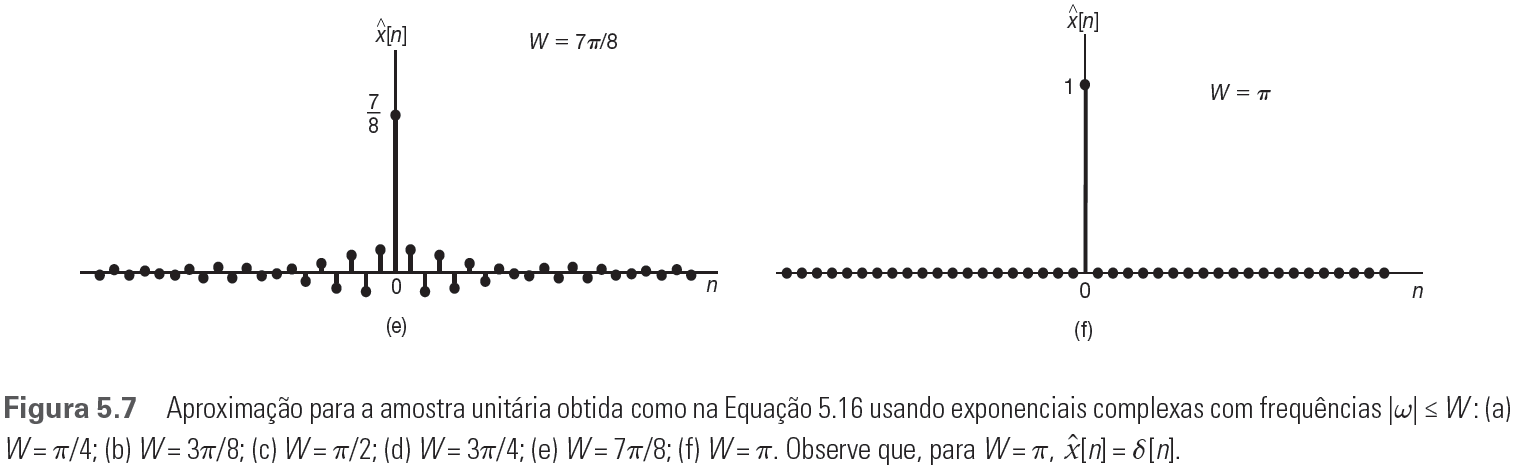 x̂[n]
W = 7π/8
7/8
0
n
(e)
x̂[n]
W = π
1
0
n
(f)
Figura 5.7 Aproximação para a amostra unitária obtida como na Equação 5.16 usando exponenciais complexas com frequências |ω| ≤ W: (a)
W = π/4; (b) W = 3π/8; (c) W = π/2; (d) W = 3π/4; (e) W = 7π/8; (f) W = π. Observe que, para W = π, x̂[n] = δ[n].